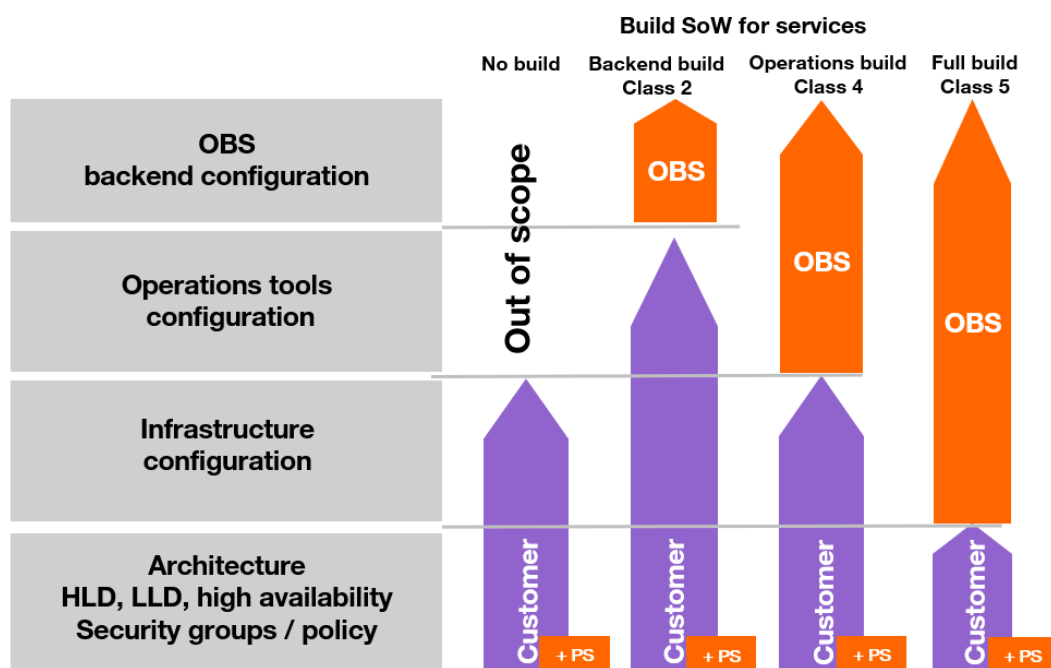 Build SoW for services
No build
Backend build
Class 2
Operations build
Class 4
Full build
Class 5
OBS
backend configuration
Out of scope
OBS
OBS
OBS
Operations tools
configuration
Infrastructure
configuration
Architecture
HLD, LLD, high availability
Security groups / policy
Customer
+ PS
Customer
+ PS
Customer
+ PS
Customer
+ PS